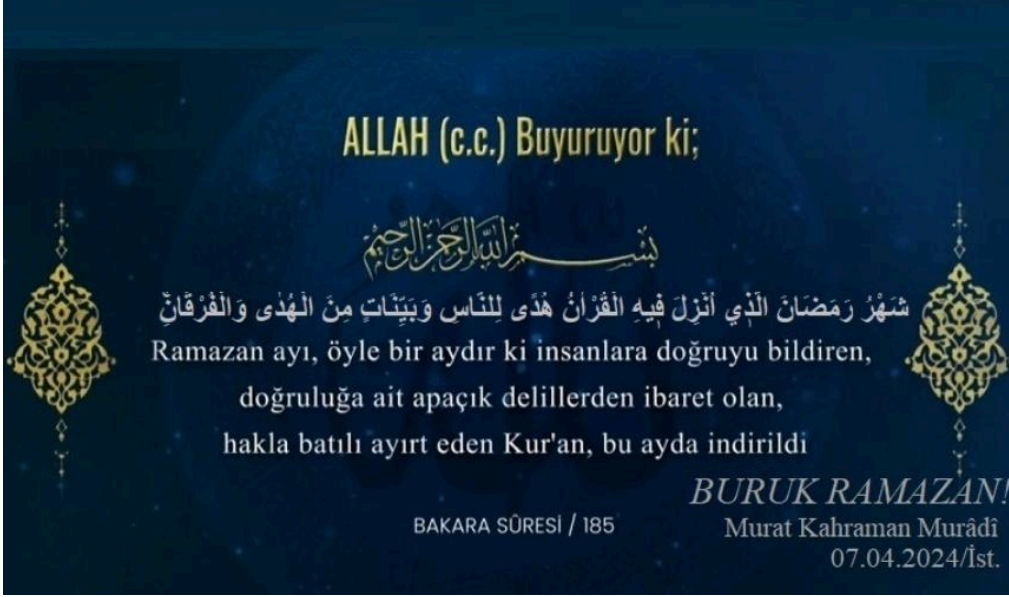 ALLAH (c.c.) Buyuruyor ki;
بِسْمِ اللّٰهِ الرَّحْمٰنِ الرَّحِيْمِ
شَهْرُ رَمَضَانَ الَّذ۪ٓي اُنْزِلَ ف۪يهِ الْقُرْاٰنُ هُدًى لِلنَّاسِ وَبَيِّنَاتٍ مِنَ الْهُدٰى وَالْفُرْقَانِۚ
Ramazan ayı, öyle bir aydır ki insanlara doğruyu bildiren,
doğruluğa ait apaçık delillerden ibaret olan,
hakla batılı ayırt eden Kur'an, bu ayda indirildi
BAKARA SÛRESİ / 185
BURUK RAMAZAN!
Murat Kahraman Murâdî
07.04.2024/İst.